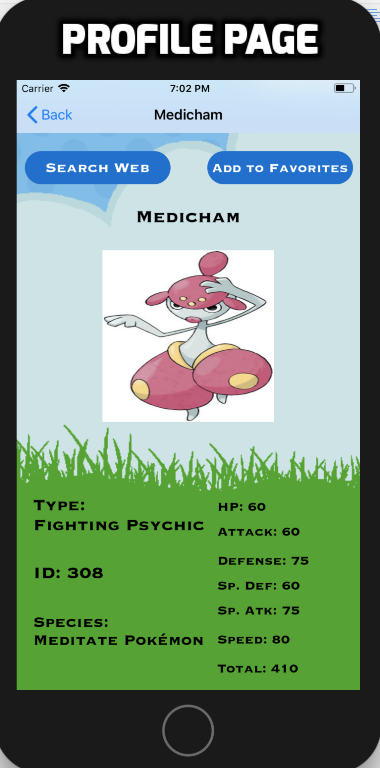 PROFILE PAGE
Carrier 7:02 PM
Back Medicham
Search Web Add to Favorites
Medicham
Type:
Fighting Psychic
ID: 308
Species:
Meditate Pokémon
HP: 60
Attack: 60
Defense: 75
Sp. Def: 60
Sp. Atk: 75
Speed: 80
Total: 410